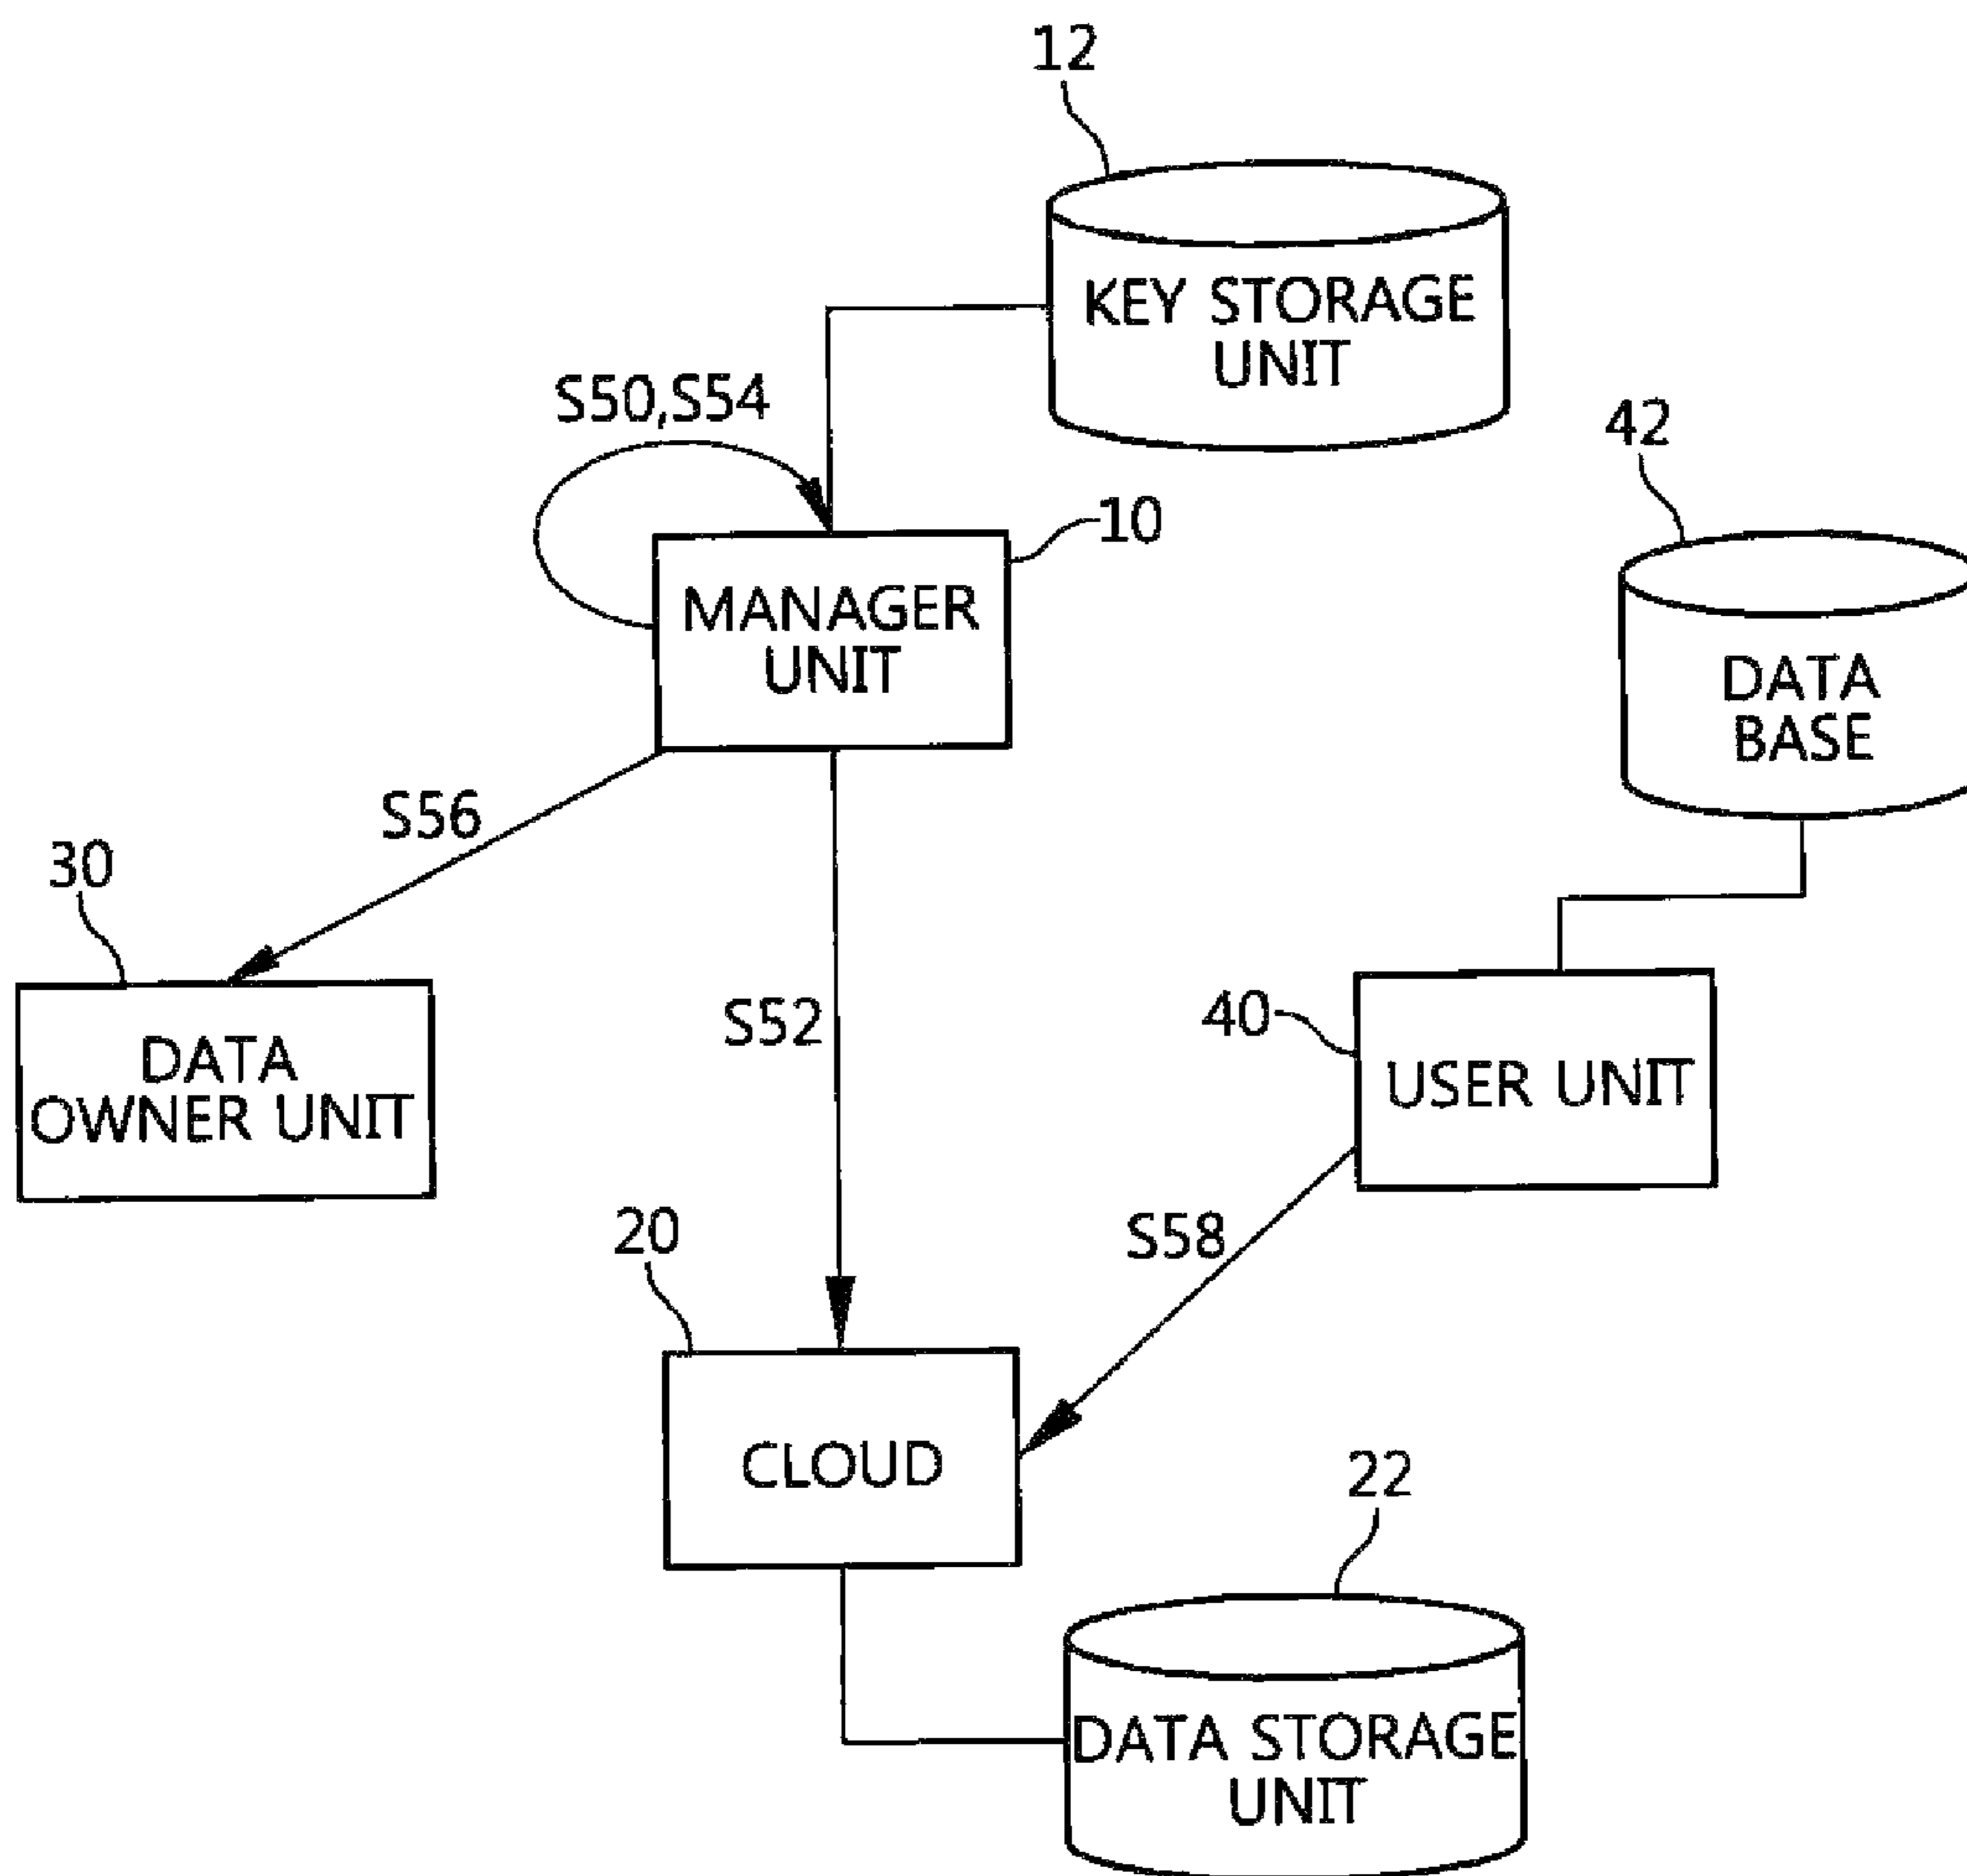 12
KEY STORAGE
UNIT
S50,S54
42
10
MANAGER
UNIT
DATA
BASE
S56
30
DATA
OWNER UNIT
S52
40
USER UNIT
20
S58
CLOUD
22
DATA STORAGE
UNIT